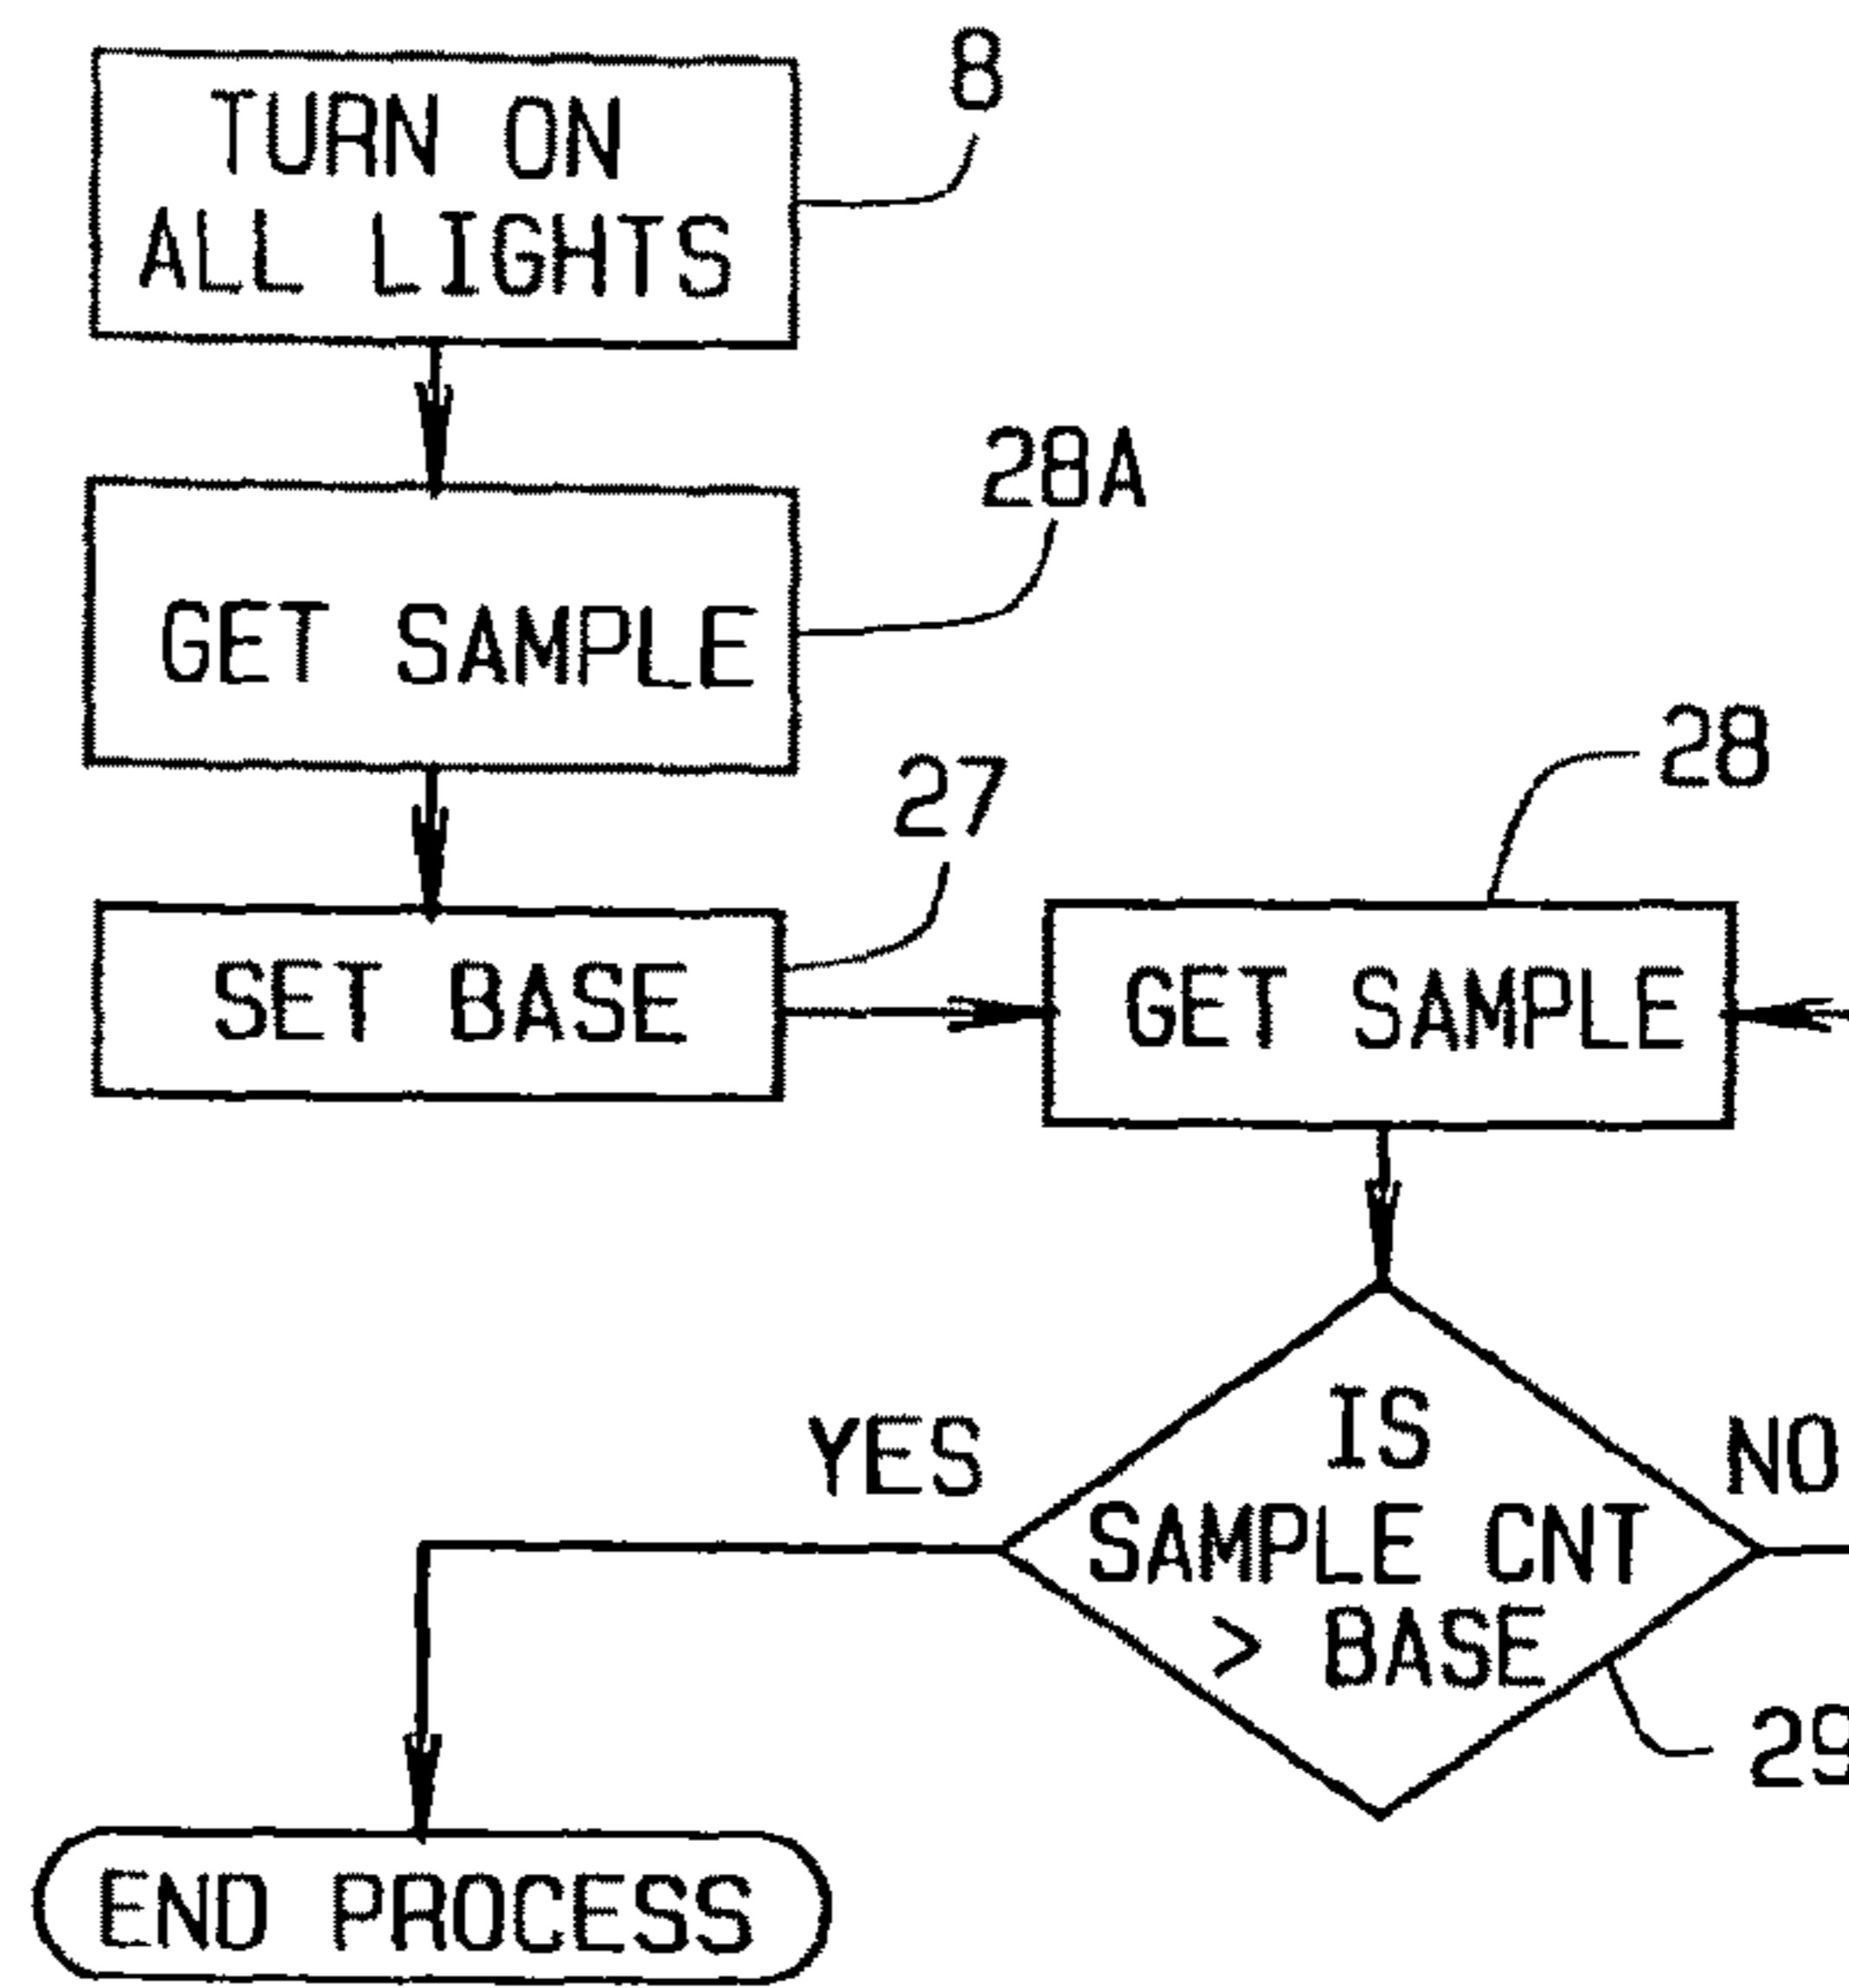 TURN ON
ALL LIGHTS
8
GET SAMPLE
28A
SET BASE
27
GET SAMPLE
28
IS
SAMPLE CNT
> BASE
YES
NO
29
END PROCESS